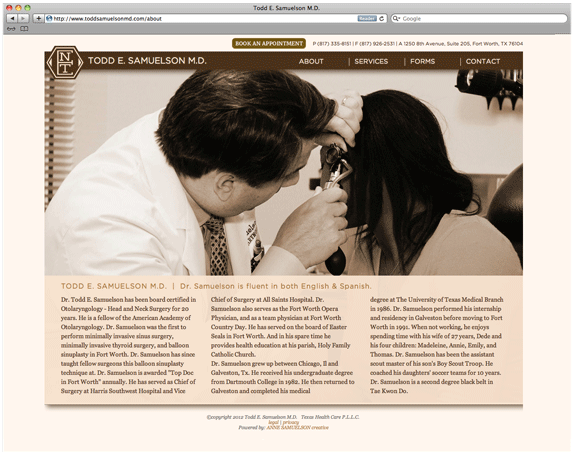 Todd E. Samuelson M.D.
http://www.toddsamuelsonmd.com/about
Reader
Google
BOOK AN APPOINTMENT
P (817) 335-8151 | F (817) 926-2531 | A 1250 8th Avenue, Suite 205, Fort Worth, TX 76104
N
T
TODD E. SAMUELSON M.D.
ABOUT | SERVICES | FORMS | CONTACT
TODD E. SAMUELSON M.D. | Dr. Samuelson is fluent in both English & Spanish.
Dr. Todd E. Samuelson has been board certified in
Otolaryngology - Head and Neck Surgery for 20
years. He is a fellow of the American Academy of
Otolaryngology. Dr. Samuelson was the first to
perform minimally invasive sinus surgery,
minimally invasive thyroid surgery, and balloon
sinuplasty in Fort Worth. Dr. Samuelson has since
taught fellow surgeons this balloon sinuplasty
technique at. Dr. Samuelson is awarded "Top Doc
in Fort Worth" annually. He has served as Chief of
Surgery at Harris Southwest Hospital and Vice
Chief of Surgery at All Saints Hospital. Dr.
Samuelson also serves as the Fort Worth Opera
Physician, and as a team physician at Fort Worth
Country Day. He has served on the board of Easter
Seals in Fort Worth. And in his spare time he
provides health education at his parish, Holy Family
Catholic Church.
Dr. Samuelson grew up between Chicago, Il and
Galveston, Tx. He received his undergraduate degree
from Dartmouth College in 1982. He then returned to
Galveston and completed his medical
degree at The University of Texas Medical Branch
in 1986. Dr. Samuelson performed his internship
and residency in Galveston before moving to Fort
Worth in 1991. When not working, he enjoys
spending time with his wife of 27 years, Dede and
his four children: Madeleine, Annie, Emily, and
Thomas. Dr. Samuelson has been the assistant
scout master of his son's Boy Scout Troop. He
coached his daughters' soccer teams for 10 years.
Dr. Samuelson is a second degree black belt in
Tae Kwon Do.
©copyright 2012 Todd E. Samuelson M.D. Texas Health Care P.L.L.C.
legal | privacy
Powered by: ANNE SAMUELSON creative